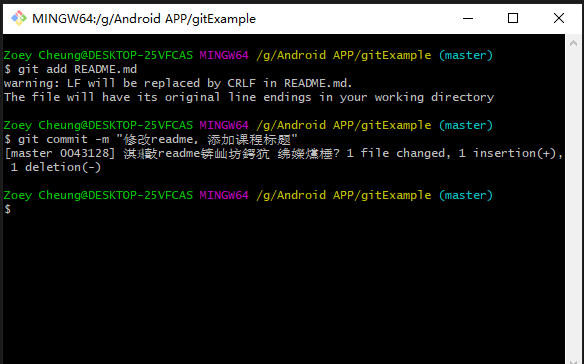 MINGW64:/g/Android APP/gitExample
Zoey Cheung@DESKTOP-25VFCAS MINGW64 /g/Android APP/gitExample (master)
$ git add README.md
warning: LF will be replaced by CRLF in README.md.
The file will have its original line endings in your working directory
Zoey Cheung@DESKTOP-25VFCAS MINGW64 /g/Android APP/gitExample (master)
$ git commit -m "修改readme, 添加课程标题"
[master 0043128] 淇敼readme锛屾坊鍔犺 绋嬫爣棰? 1 file changed, 1 insertion(+),
1 deletion(-)
Zoey Cheung@DESKTOP-25VFCAS MINGW64 /g/Android APP/gitExample (master)
$